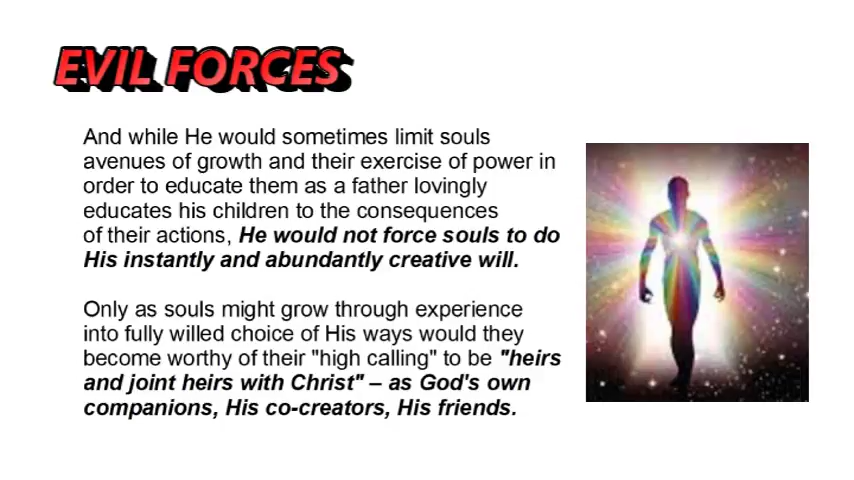 EVIL FORCES
And while He would sometimes limit souls
avenues of growth and their exercise of power in
order to educate them as a father lovingly
educates his children to the consequences
of their actions, He would not force souls to do
His instantly and abundantly creative will.
Only as souls might grow through experience
into fully willed choice of His ways would they
become worthy of their "high calling" to be "heirs
and joint heirs with Christ" – as God's own
companions, His co-creators, His friends.